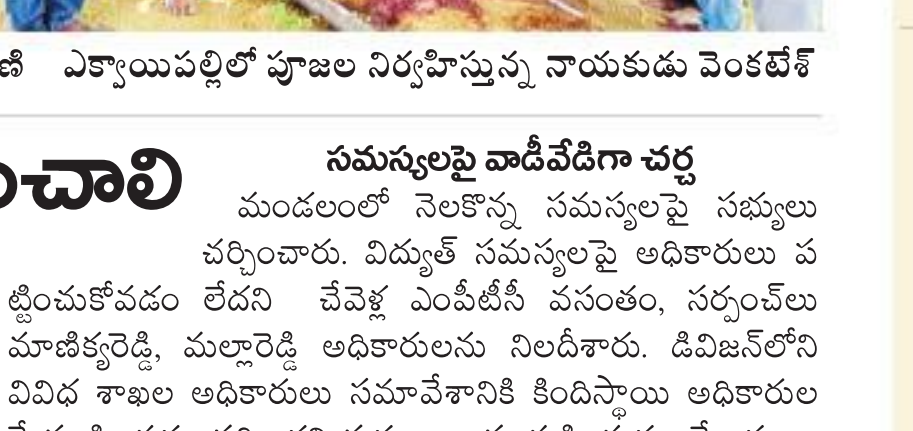 ఎక్వాయిపల్లిలో పూజల నిర్వహిస్తున్న నాయకుడు వెంకటేశ్
సమస్యలపై వాడీవేడిగా చర్చ
మండలంలో నెలకొన్న సమస్యలపై సభ్యులు
చర్చించారు. విద్యుత్ సమస్యలపై అధికారులు ప
ట్టించుకోవడం లేదని చేవెళ్ల ఎంపీటీసీ వసంతం, సర్పంచ్‌లు
మాణిక్యరెడ్డి, మల్లారెడ్డి అధికారులను నిలదీశారు. డివిజన్‌లోని
వివిధ శాఖల అధికారులు సమావేశానికి కిందిస్థాయి అధికారుల